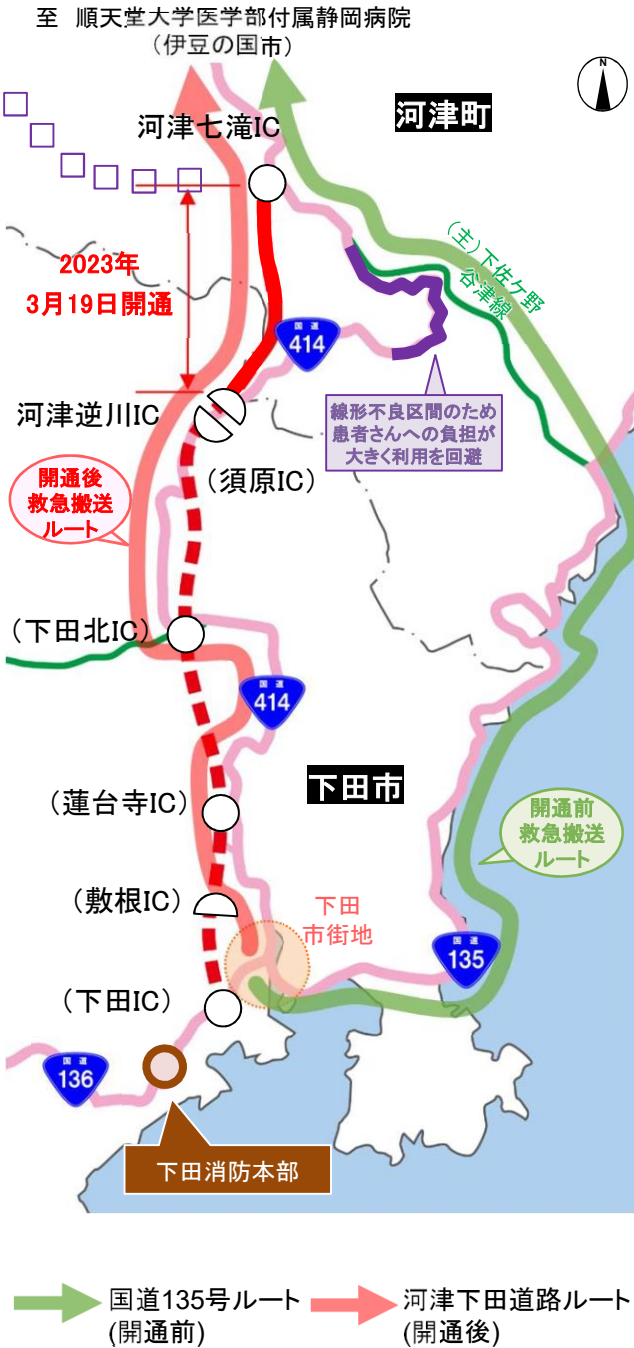 至 順天堂大学医学部付属静岡病院
(伊豆の国市)
N
河津七滝IC
河津町
(主)下佐ケ野
谷津線
2023年
3月19日開通
国道
414
河津逆川IC
線形不良区間のため
患者さんへの負担が
大きく利用を回避
(須原IC)
開通後
救急搬送
ルート
(下田北IC)
国道
414
下田市
(蓮台寺IC)
開通前
救急搬送
ルート
(敷根IC)
下田
市街地
国道
135
(下田IC)
国道
136
下田消防本部
国道135号ルート
(開通前)
河津下田道路ルート
(開通後)